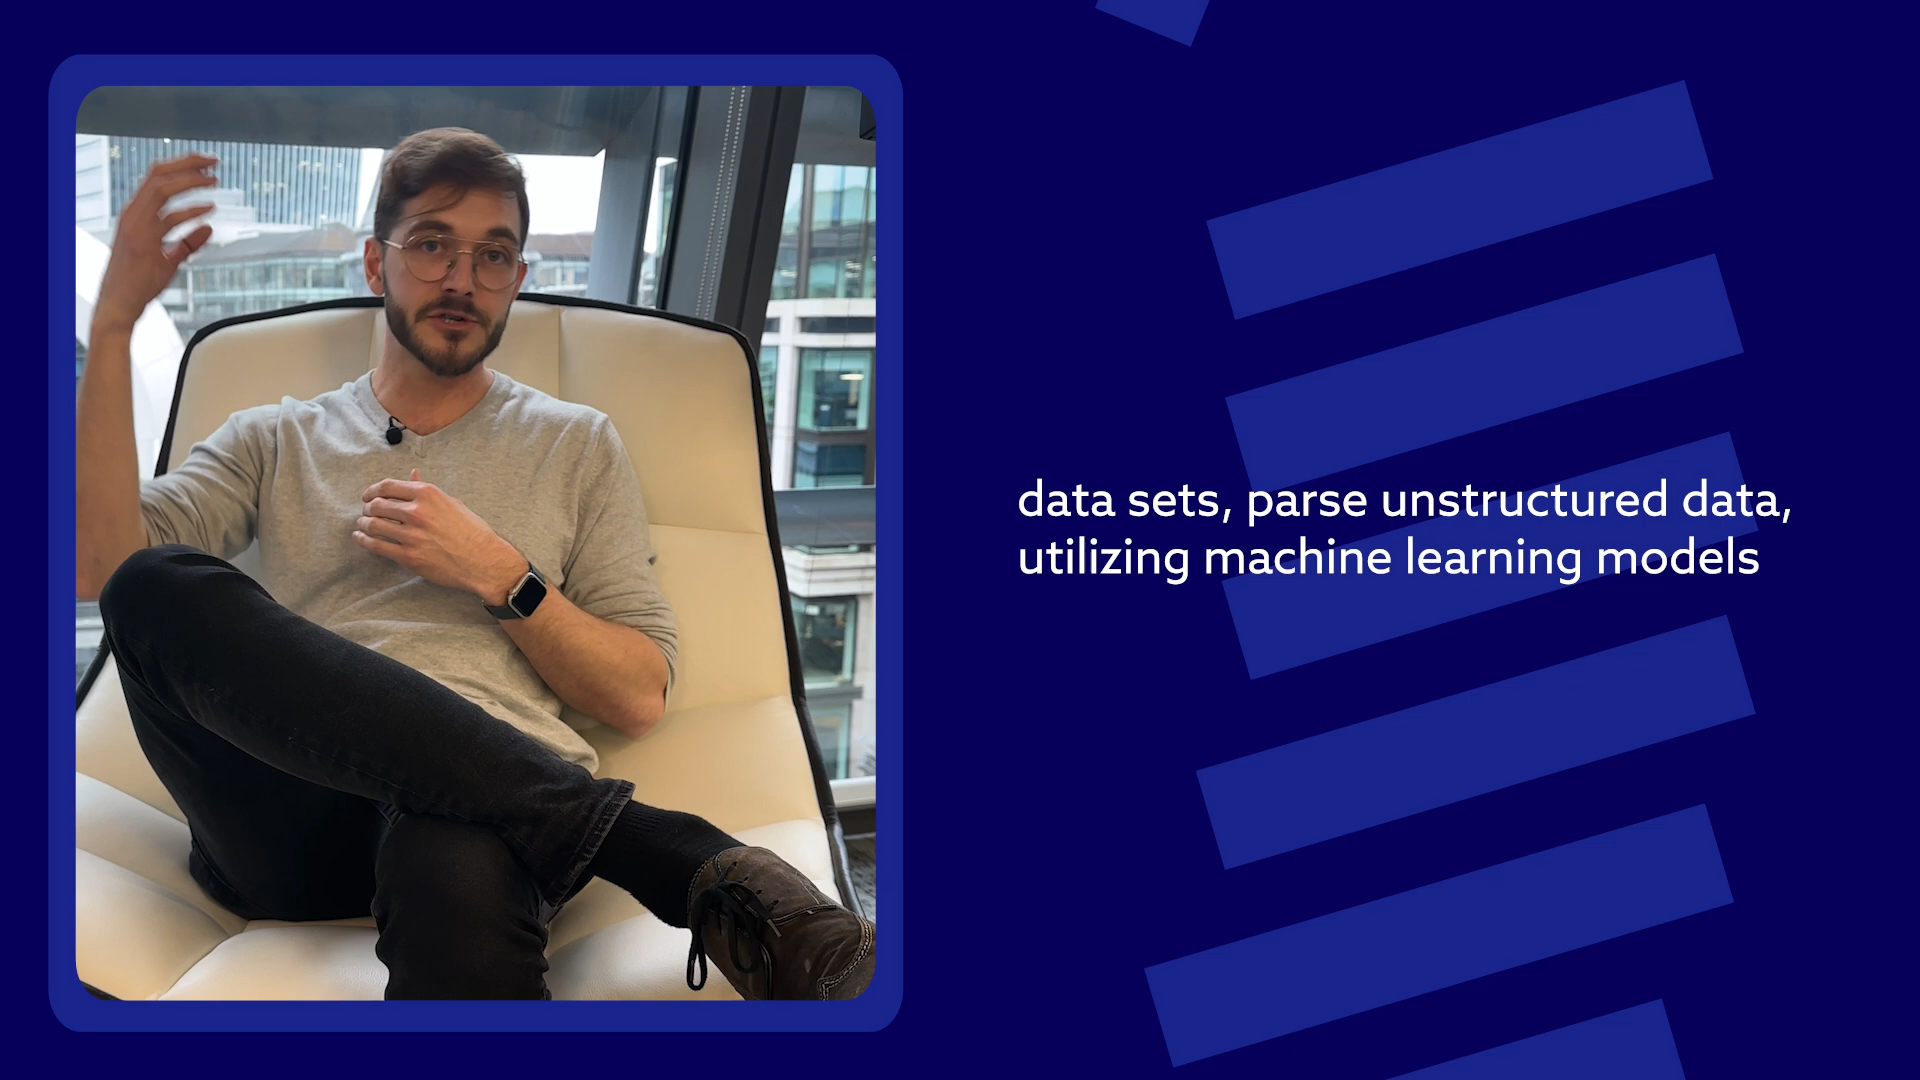 data sets, parse unstructured data,
utilizing machine learning models